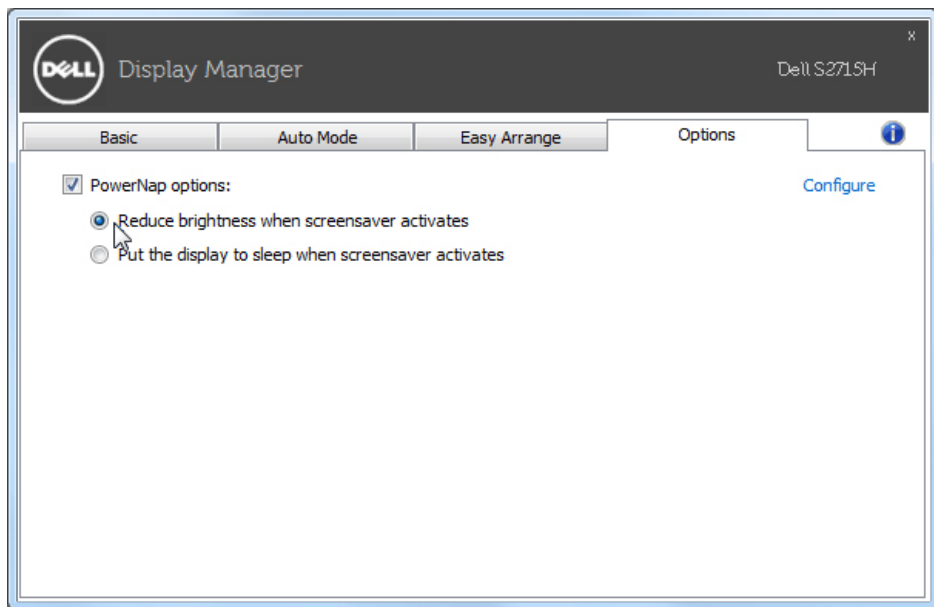 x
DELL Display Manager
Dell S2715H
Basic Auto Mode Easy Arrange Options i
PowerNap options: Configure
Reduce brightness when screensaver activates
Put the display to sleep when screensaver activates